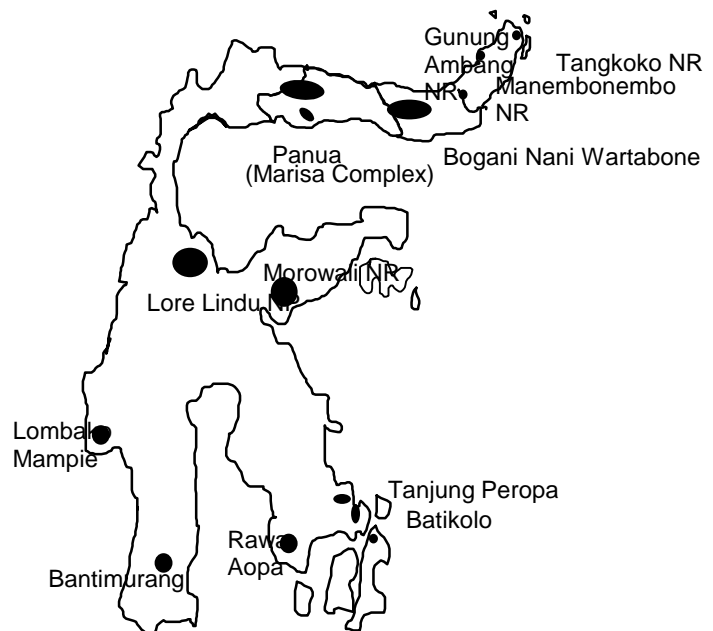 Gunung
Ambang
NR
Tangkoko NR
Manembonembo
NR
Panua
(Marisa Complex)
Bogani Nani Wartabone
Morowali NR
Lore Lindu NP
Mampie
Tanjung Peropa
Batikolo
Rawa
Aopa
Bantimurang